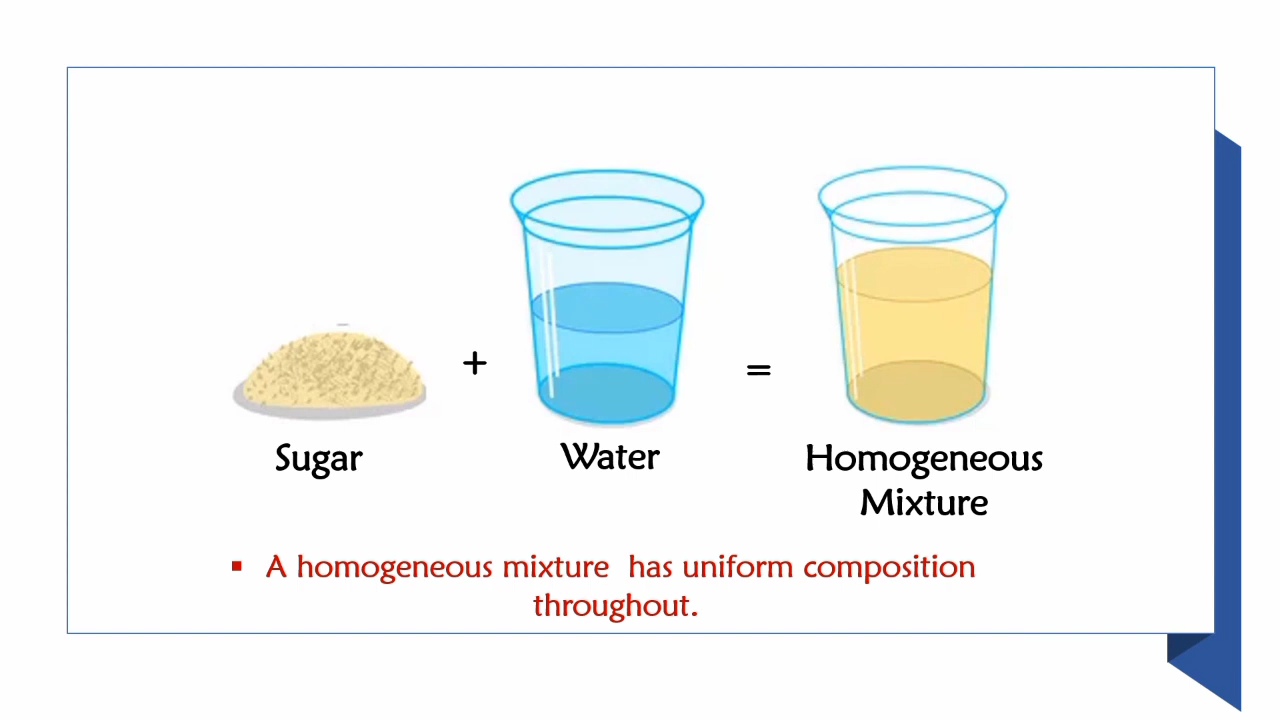 +
=
Sugar
Water
Homogeneous
Mixture
▪ A homogeneous mixture has uniform composition
throughout.